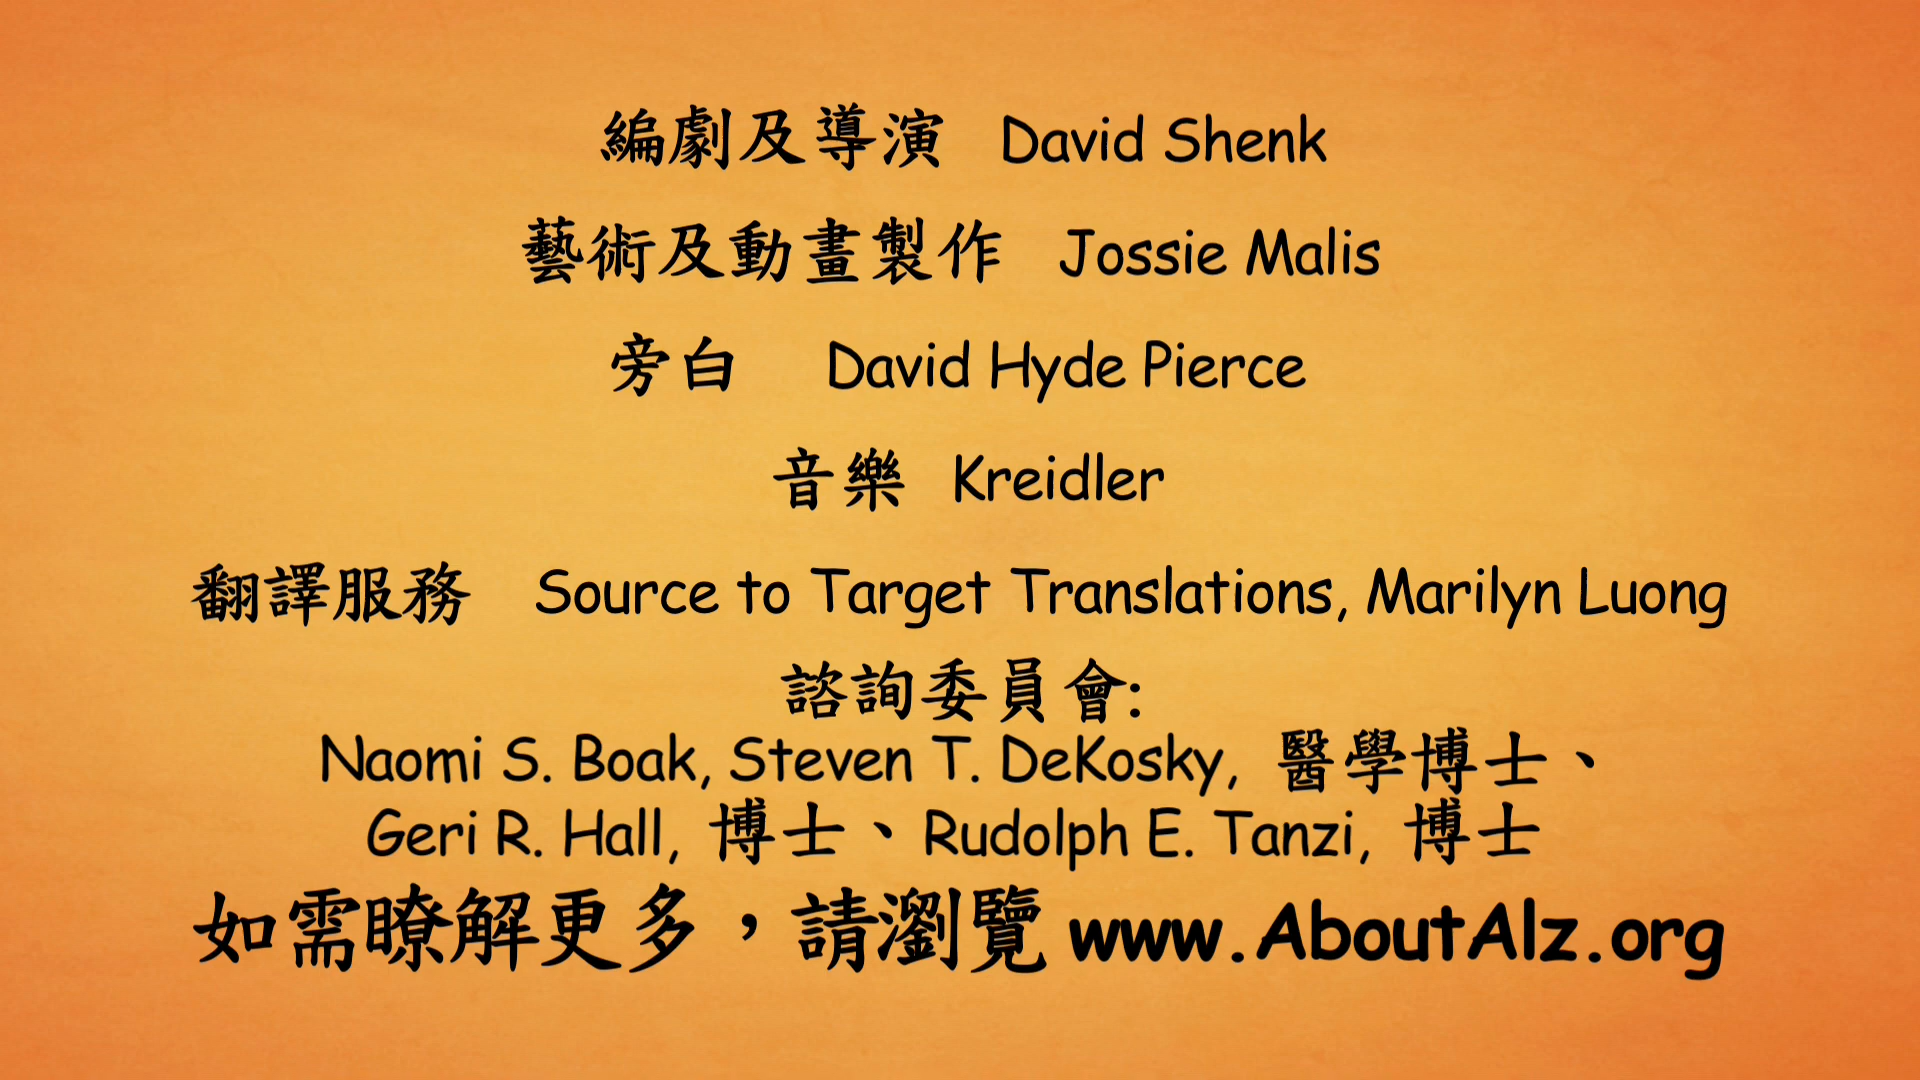 編劇及導演 David Shenk
藝術及動畫製作 Jossie Malis
旁白 David Hyde Pierce
音樂 Kreidler
翻譯服務 Source to Target Translations, Marilyn Luong
諮詢委員會:
Naomi S. Boak, Steven T. DeKosky, 醫學博士、
Geri R. Hall, 博士、Rudolph E. Tanzi, 博士
如需瞭解更多，請瀏覽 www.AboutAlz.org